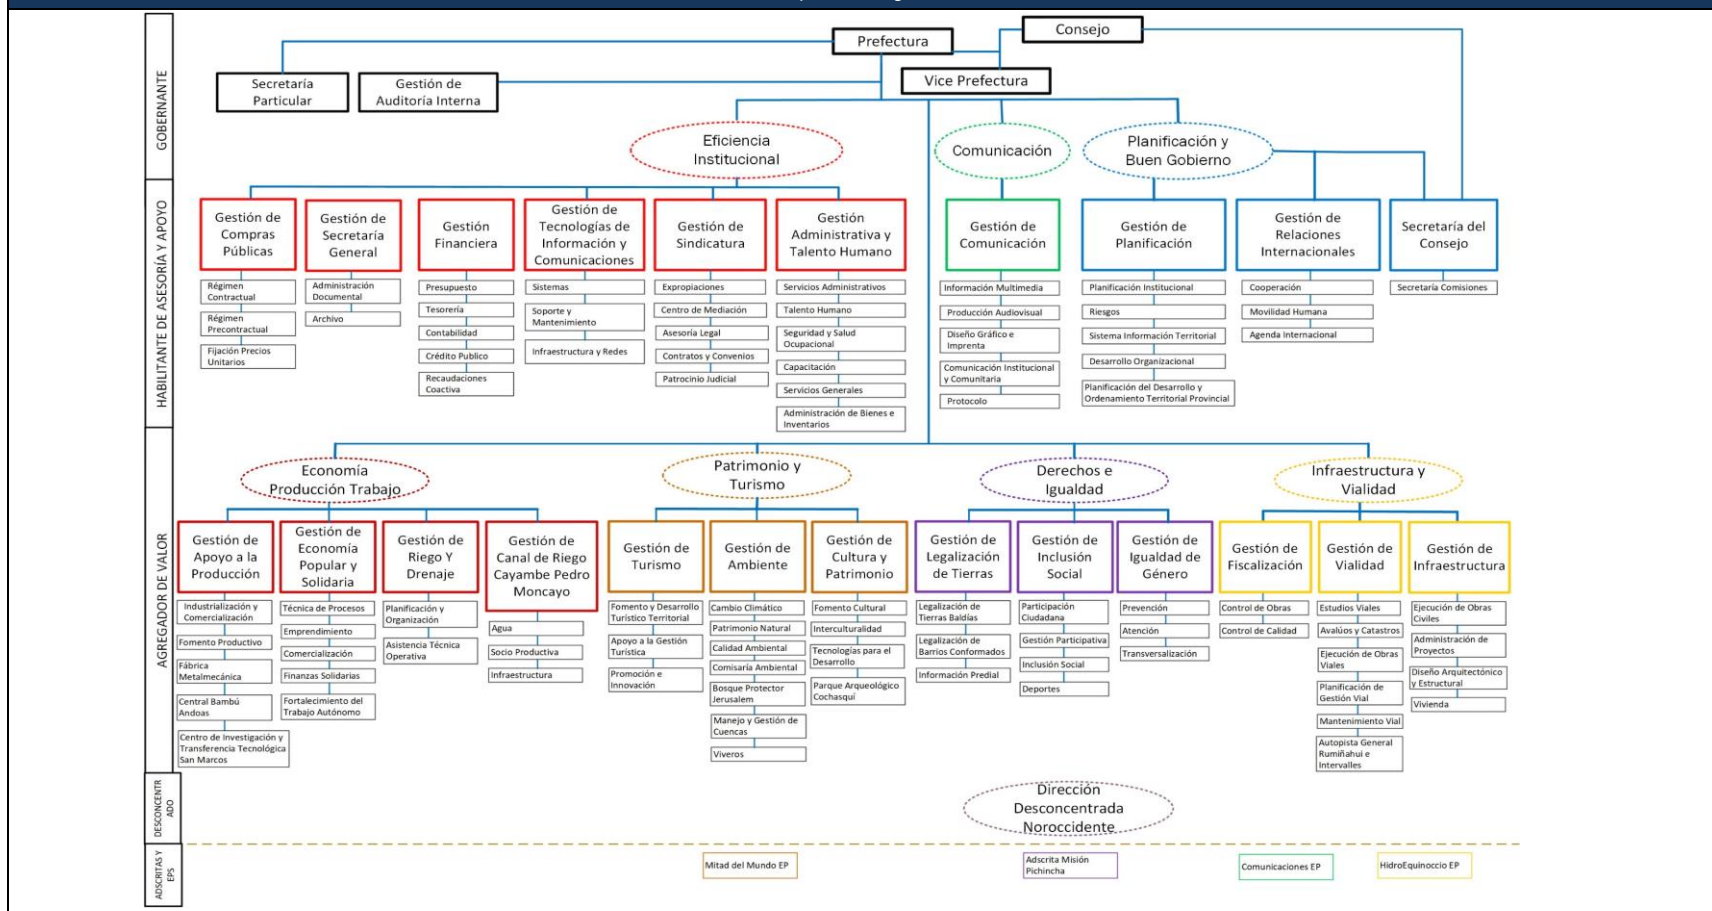 Prefectura
Consejo
Secretaría
Particular
Gestión de
Auditoría Interna
Vice Prefectura
GOBERNANTE
Eficiencia
Institucional
Comunicación
Planificación y
Buen Gobierno
HABILITANTE DE ASESORÍA Y APOYO
Gestión de
Compras
Públicas
Régimen
Contractual
Régimen
Precontractual
Fijación Precios
Unitarios
Gestión de
Secretaría
General
Administración
Documental
Archivo
Gestión
Financiera
Presupuesto
Tesorería
Contabilidad
Crédito Publico
Recaudaciones
Coactiva
Gestión de
Tecnologías de
Información y
Comunicaciones
Sistemas
Soporte y
Mantenimiento
Infraestructura y Redes
Gestión de
Sindicatura
Expropiaciones
Centro de Mediación
Asesoría Legal
Contratos y Convenios
Patrocinio Judicial
Gestión
Administrativa y
Talento Humano
Servicios Administrativos
Talento Humano
Seguridad y Salud
Ocupacional
Capacitación
Servicios Generales
Administración de Bienes e
Inventarios
Gestión de
Comunicación
Información Multimedia
Producción Audiovisual
Diseño Gráfico e
Imprenta
Comunicación Institucional
y Comunitaria
Protocolo
Gestión de
Planificación
Planificación Institucional
Riesgos
Sistema Información Territorial
Desarrollo Organizacional
Planificación del Desarrollo y
Ordenamiento Territorial Provincial
Gestión de
Relaciones
Internacionales
Cooperación
Movilidad Humana
Agenda Internacional
Secretaría del
Consejo
Secretaría Comisiones
AGREGADOR DE VALOR
Economía
Producción Trabajo
Patrimonio y
Turismo
Derechos e
Igualdad
Infraestructura y
Vialidad
Gestión de
Apoyo a la
Producción
Industrialización y
Comercialización
Fomento Productivo
Fábrica
Metalmecánica
Central Bambú
Andoas
Centro de Investigación y
Transferencia Tecnológica
San Marcos
Gestión de
Economía
Popular y
Solidaria
Técnica de Procesos
Emprendimiento
Comercialización
Finanzas Solidarias
Fortalecimiento del
Trabajo Autónomo
Gestión de
Riego Y
Drenaje
Planificación y
Organización
Asistencia Técnica
Operativa
Gestión de
Canal de Riego
Cayambe Pedro
Moncayo
Agua
Socio Productiva
Infraestructura
Gestión de
Turismo
Fomento y Desarrollo
Turístico Territorial
Apoyo a la Gestión
Turística
Promoción e
Innovación
Gestión de
Ambiente
Cambio Climático
Patrimonio Natural
Calidad Ambiental
Comisaría Ambiental
Bosque Protector
Jerusalem
Manejo y Gestión de
Cuencas
Viveros
Gestión de
Cultura y
Patrimonio
Fomento Cultural
Interculturalidad
Tecnologías para el
Desarrollo
Parque Arqueológico
Cochasquí
Gestión de
Legalización
de Tierras
Legalización de
Tierras Baldías
Legalización de
Barrios Conformados
Información Predial
Gestión de
Inclusión
Social
Participación
Ciudadana
Gestión Participativa
Inclusión Social
Deportes
Gestión de
Igualdad de
Género
Prevención
Atención
Transversalización
Gestión de
Fiscalización
Control de Obras
Control de Calidad
Gestión de
Vialidad
Estudios Viales
Avalúos y Catastros
Ejecución de Obras
Viales
Planificación de
Gestión Vial
Mantenimiento Vial
Autopista General
Rumiñahui e
Intervalles
Gestión de
Infraestructura
Ejecución de Obras
Civiles
Administración de
Proyectos
Diseño Arquitectónico
y Estructural
Vivienda
DESCONCENTR
ADO
Dirección
Desconcentrada
Noroccidente
ADSCRITAS Y
EPS
Mitad del Mundo EP
Adscrita Misión
Pichincha
Comunicaciones EP
HidroEquinoccio EP